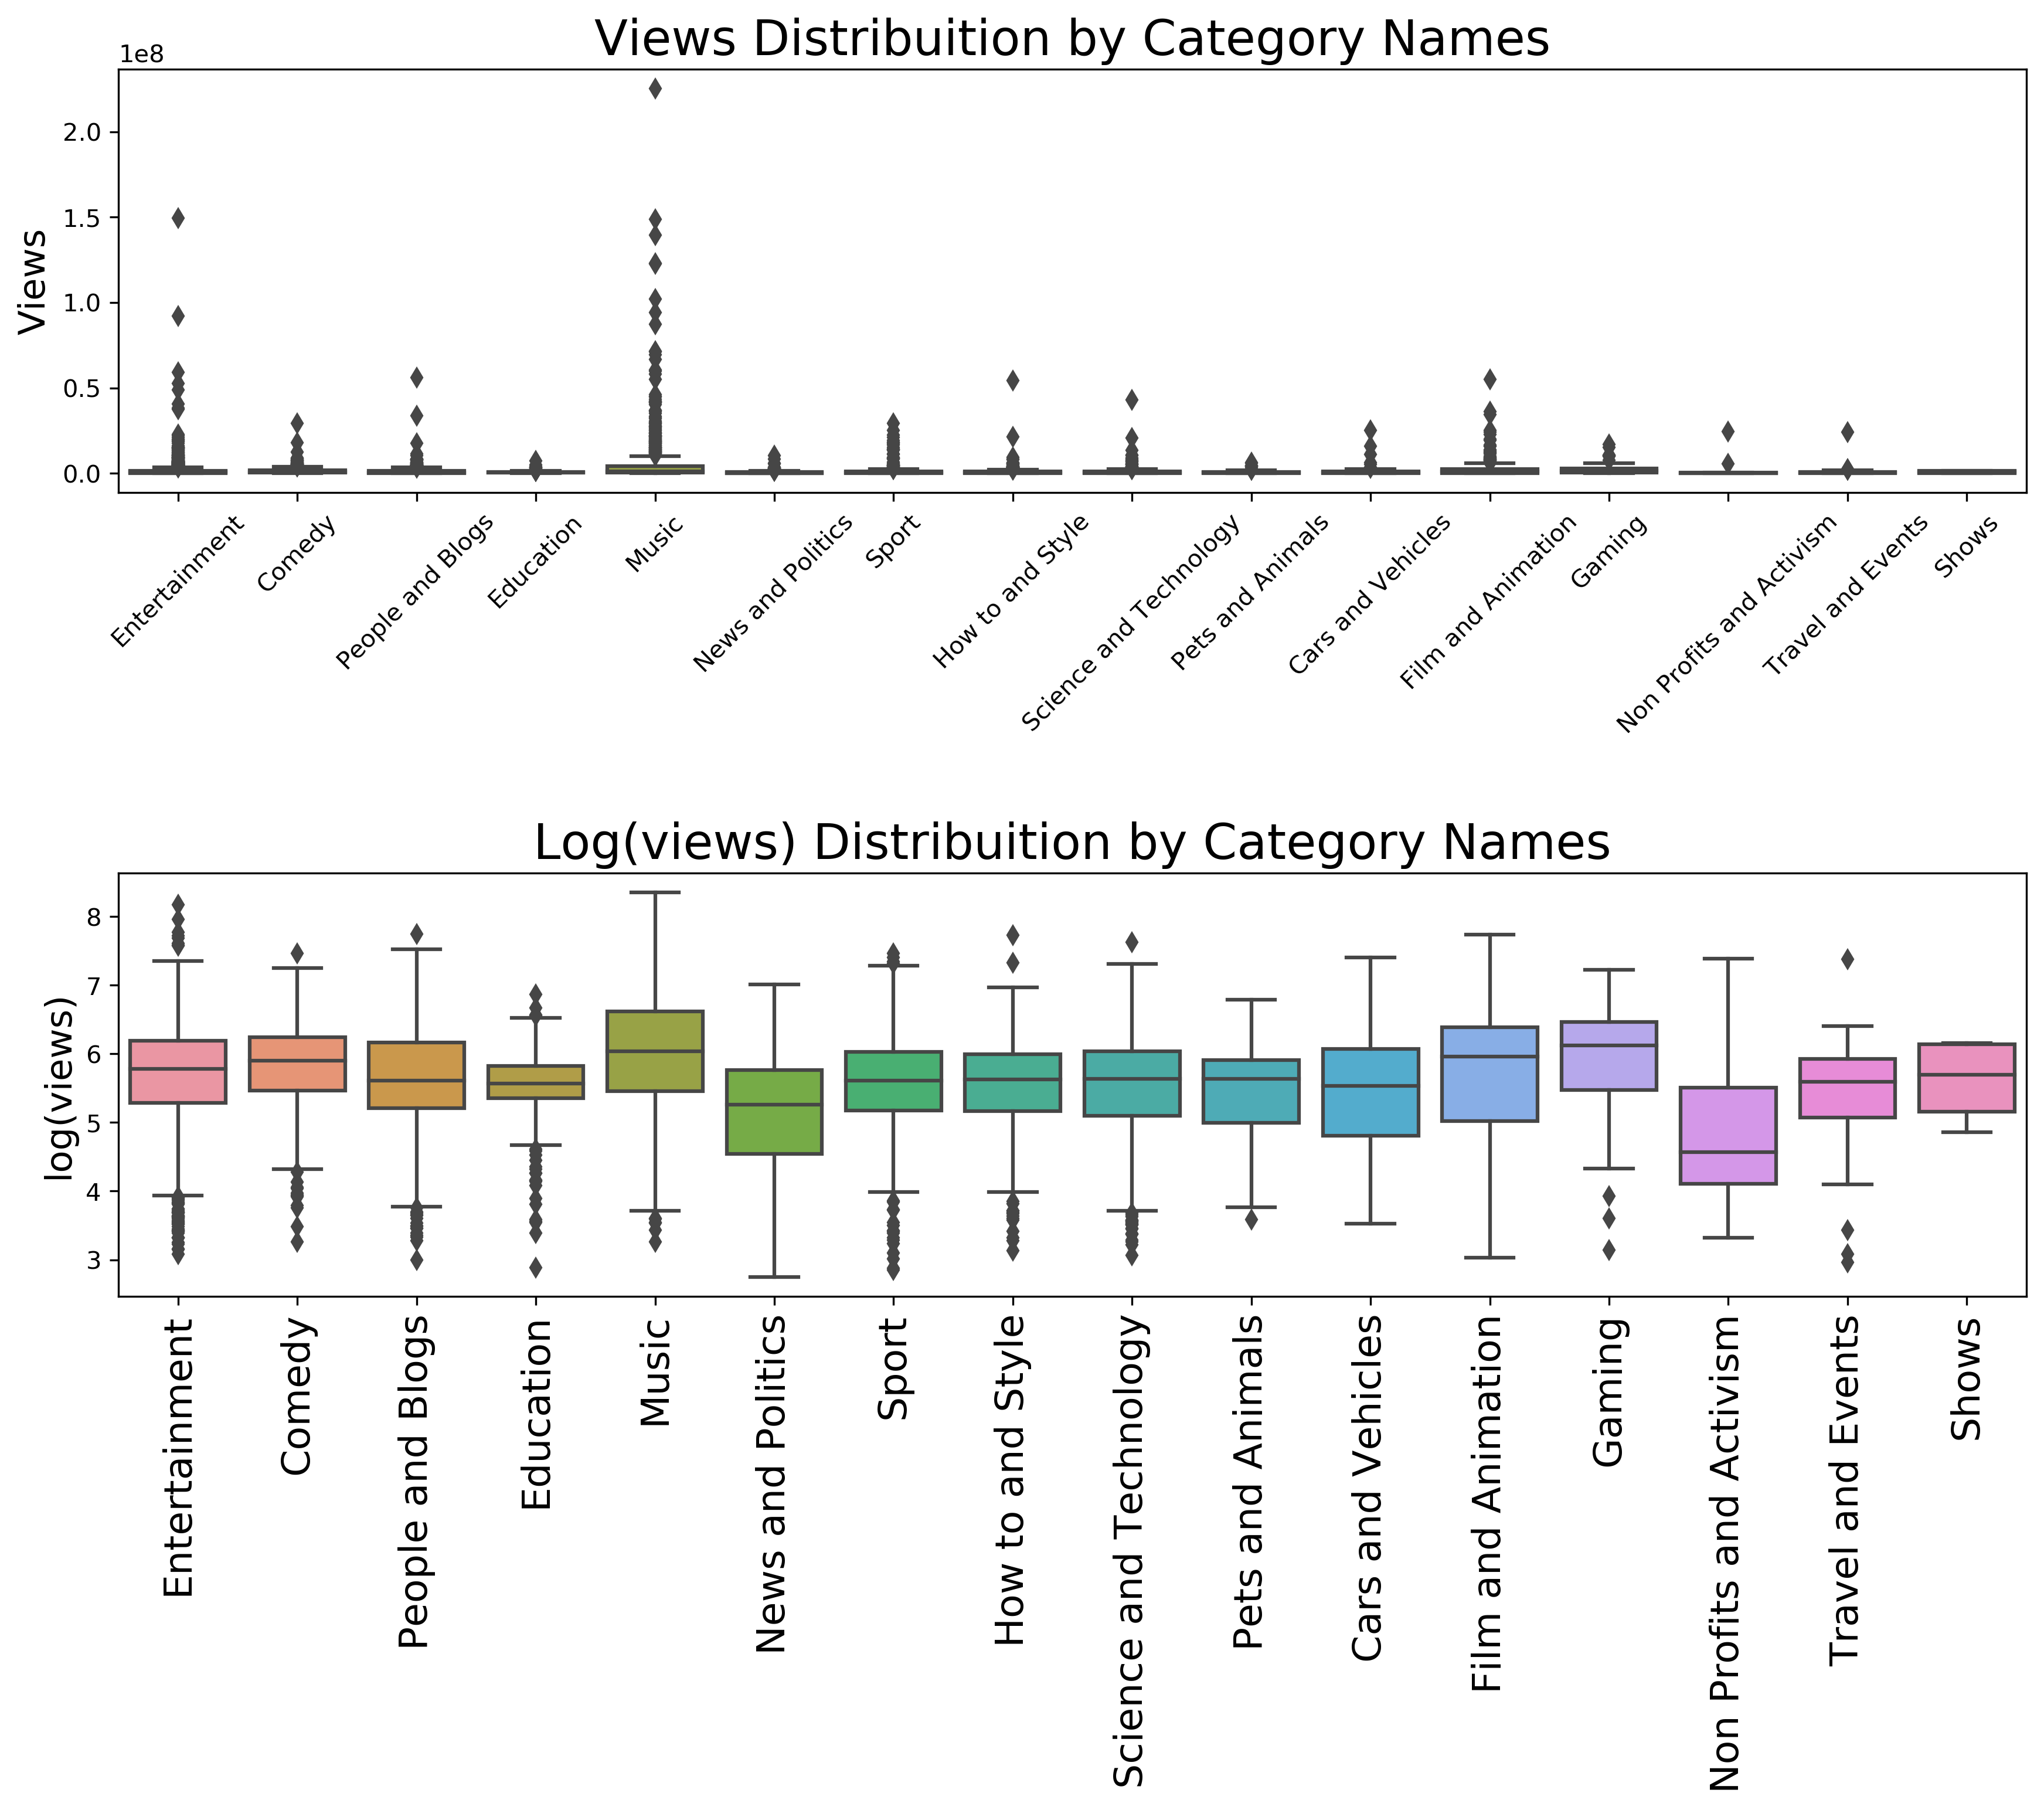 Views Distribuition by Category Names
1e8
2.0
1.5
1.0
0.5
0.0
Views
Entertainment
Comedy
People and Blogs
Education
Music
News and Politics
Sport
How to and Style
Science and Technology
Pets and Animals
Cars and Vehicles
Film and Animation
Gaming
Non Profits and Activism
Travel and Events
Shows
Log(views) Distribuition by Category Names
8
7
6
5
4
3
log(views)
Entertainment
Comedy
People and Blogs
Education
Music
News and Politics
Sport
How to and Style
Science and Technology
Pets and Animals
Cars and Vehicles
Film and Animation
Gaming
Non Profits and Activism
Travel and Events
Shows